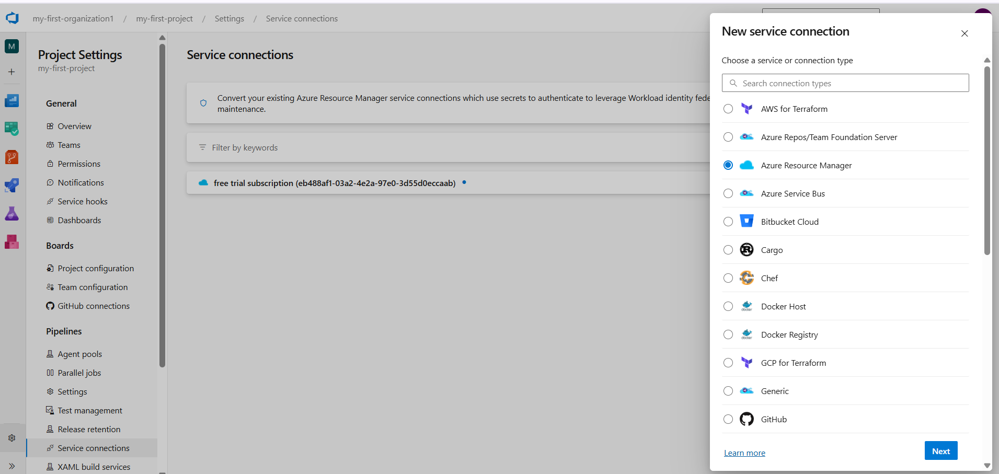 my-first-organization1 / my-first-project / Settings / Service connections
M
Project Settings
my-first-project
General
Overview
Teams
Permissions
Notifications
Service hooks
Dashboards
Boards
Project configuration
Team configuration
GitHub connections
Pipelines
Agent pools
Parallel jobs
Settings
Test management
Release retention
Service connections
XAML build services
Service connections
Convert your existing Azure Resource Manager service connections which use secrets to authenticate to leverage Workload identity fede
maintenance.
Filter by keywords
free trial subscription (eb488af1-03a2-4e2a-97e0-3d55d0eccaab)
New service connection
Choose a service or connection type
Search connection types
AWS for Terraform
Azure Repos/Team Foundation Server
Azure Resource Manager
Azure Service Bus
Bitbucket Cloud
Cargo
Chef
docker
Docker Host
docker
Docker Registry
GCP for Terraform
Generic
GitHub
Learn more
Next